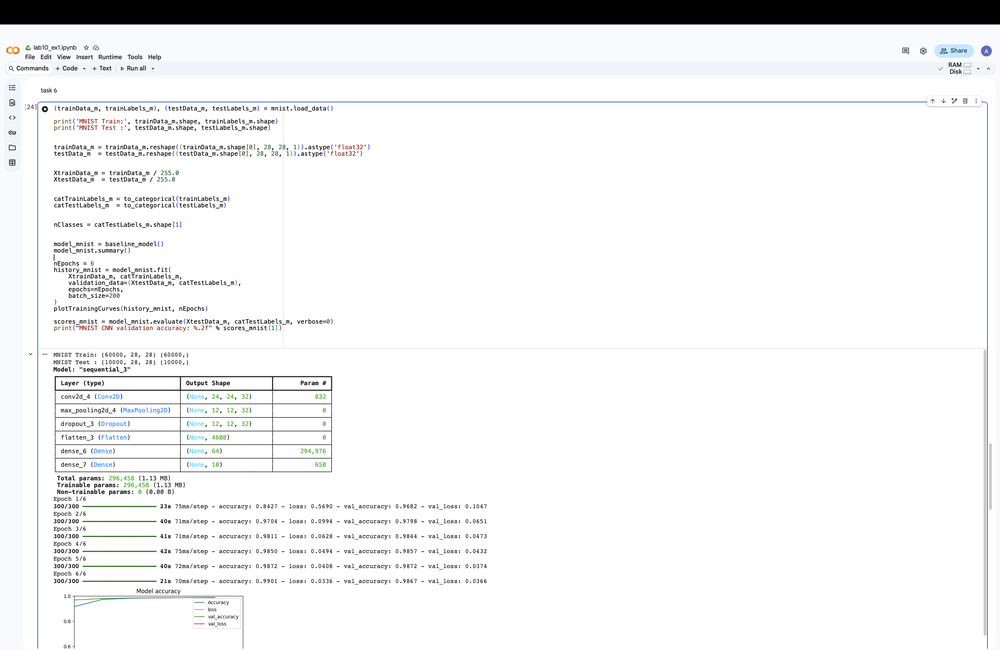 lab10_ex1.ipynb
File Edit View Insert Runtime Tools Help
Share
A
Commands + Code + Text Run all
RAM
Disk
task 6
[24]
(trainData_m, trainLabels_m), (testData_m, testLabels_m) = mnist.load_data()
print('MNIST Train:', trainData_m.shape, trainLabels_m.shape)
print('MNIST Test :', testData_m.shape, testLabels_m.shape)
trainData_m = trainData_m.reshape((trainData_m.shape[0], 28, 28, 1)).astype('float32')
testData_m  = testData_m.reshape((testData_m.shape[0], 28, 28, 1)).astype('float32')
XtrainData_m = trainData_m / 255.0
XtestData_m  = testData_m / 255.0
catTrainLabels_m = to_categorical(trainLabels_m)
catTestLabels_m  = to_categorical(testLabels_m)
nClasses = catTestLabels_m.shape[1]
model_mnist = baseline_model()
model_mnist.summary()
nEpochs = 6
history_mnist = model_mnist.fit(
    XtrainData_m, catTrainLabels_m,
    validation_data=(XtestData_m, catTestLabels_m),
    epochs=nEpochs,
    batch_size=200
)
plotTrainingCurves(history_mnist, nEpochs)
scores_mnist = model_mnist.evaluate(XtestData_m, catTestLabels_m, verbose=0)
print("MNIST CNN validation accuracy: %.2f" % scores_mnist[1])
MNIST Train: (60000, 28, 28) (60000,)
MNIST Test : (10000, 28, 28) (10000,)
Model: "sequential_3"
Layer (type) Output Shape Param #
conv2d_4 (Conv2D) (None, 24, 24, 32) 832
max_pooling2d_4 (MaxPooling2D) (None, 12, 12, 32) 0
dropout_3 (Dropout) (None, 12, 12, 32) 0
flatten_3 (Flatten) (None, 4608) 0
dense_6 (Dense) (None, 64) 294,976
dense_7 (Dense) (None, 10) 650
Total params: 296,458 (1.13 MB)
Trainable params: 296,458 (1.13 MB)
Non-trainable params: 0 (0.00 B)
Epoch 1/6
300/300 23s 75ms/step - accuracy: 0.8427 - loss: 0.5690 - val_accuracy: 0.9682 - val_loss: 0.1047
Epoch 2/6
300/300 40s 71ms/step - accuracy: 0.9704 - loss: 0.0994 - val_accuracy: 0.9798 - val_loss: 0.0651
Epoch 3/6
300/300 41s 71ms/step - accuracy: 0.9811 - loss: 0.0628 - val_accuracy: 0.9844 - val_loss: 0.0473
Epoch 4/6
300/300 42s 75ms/step - accuracy: 0.9850 - loss: 0.0494 - val_accuracy: 0.9857 - val_loss: 0.0432
Epoch 5/6
300/300 40s 72ms/step - accuracy: 0.9872 - loss: 0.0408 - val_accuracy: 0.9872 - val_loss: 0.0374
Epoch 6/6
300/300 21s 70ms/step - accuracy: 0.9901 - loss: 0.0336 - val_accuracy: 0.9867 - val_loss: 0.0366
Model accuracy
1.0
Accuracy
loss
val_accuracy
0.8
val_loss
0.6